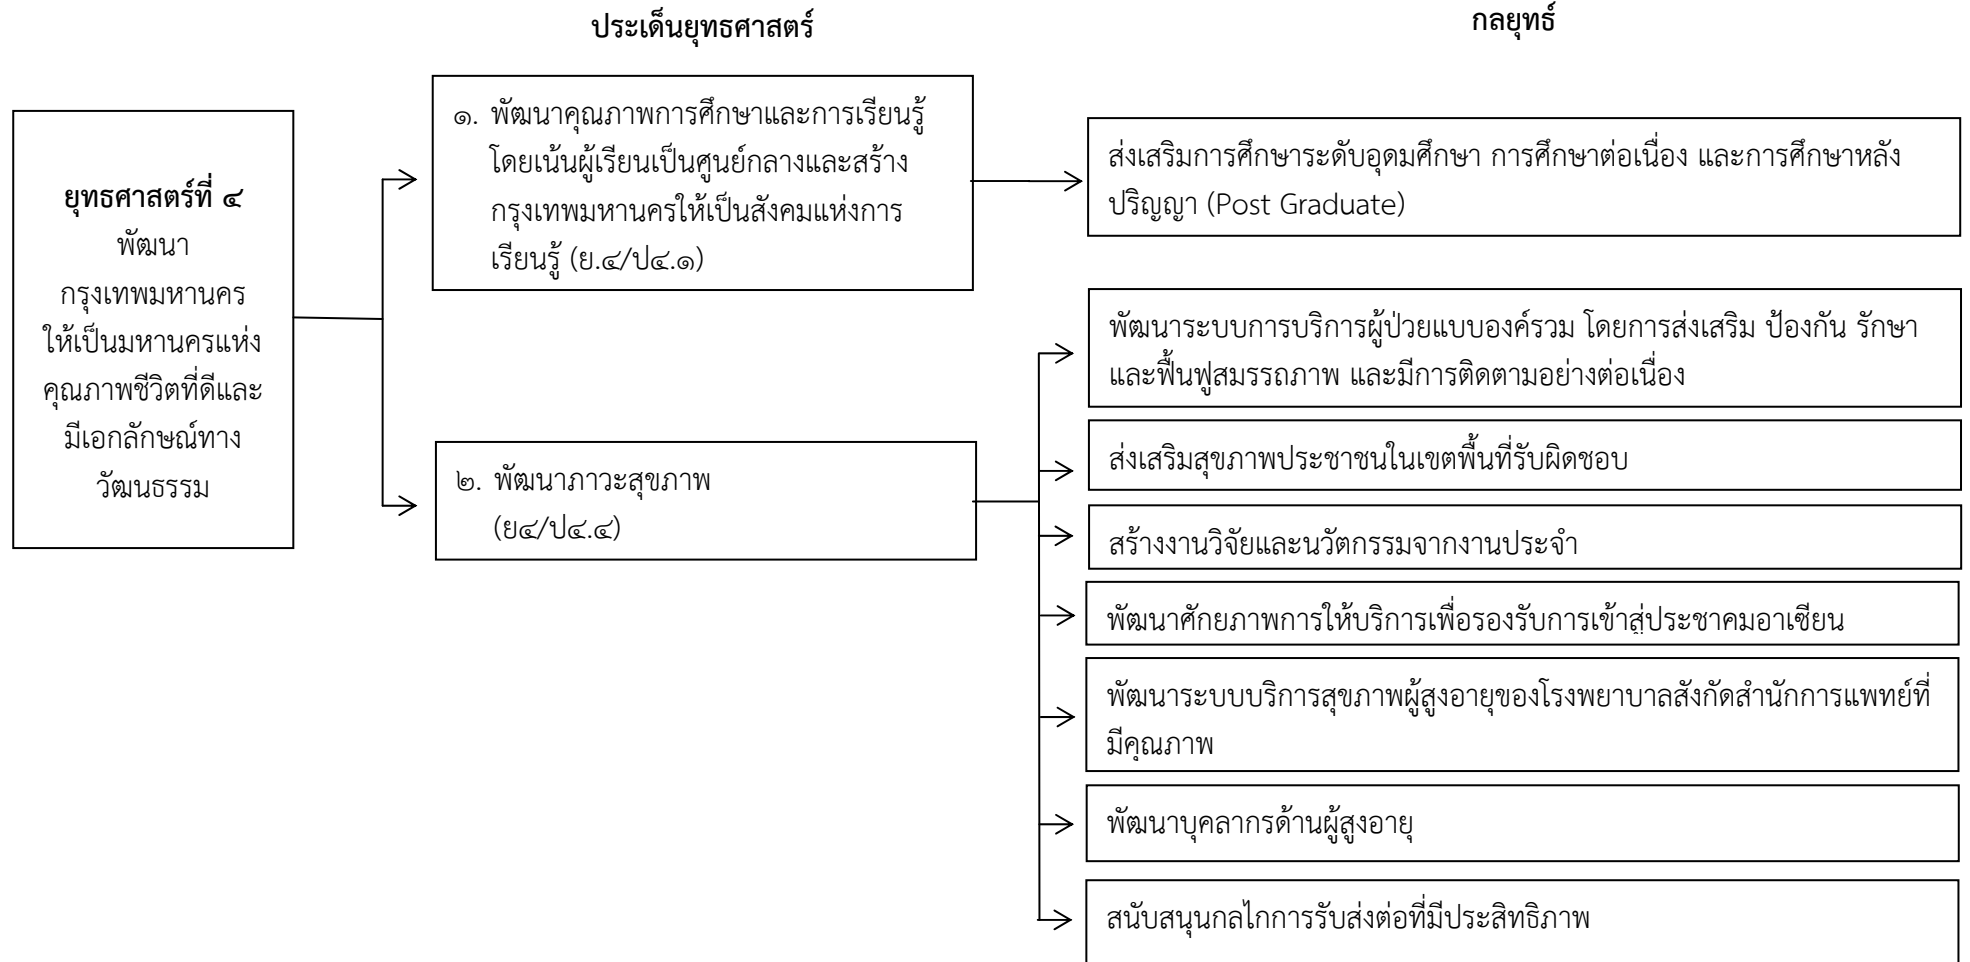 ประเด็นยุทธศาสตร์
กลยุทธ์
ยุทธศาสตร์ที่ ๔
พัฒนา
กรุงเทพมหานคร
ให้เป็นมหานครแห่ง
คุณภาพชีวิตที่ดีและ
มีเอกลักษณ์ทาง
วัฒนธรรม
๑. พัฒนาคุณภาพการศึกษาและการเรียนรู้
โดยเน้นผู้เรียนเป็นศูนย์กลางและสร้าง
กรุงเทพมหานครให้เป็นสังคมแห่งการ
เรียนรู้ (ย.๔/ป๔.๑)
ส่งเสริมการศึกษาระดับอุดมศึกษา การศึกษาต่อเนื่อง และการศึกษาหลัง
ปริญญา (Post Graduate)
๒. พัฒนาภาวะสุขภาพ
(ย๔/ป๔.๔)
พัฒนาระบบการบริการผู้ป่วยแบบองค์รวม โดยการส่งเสริม ป้องกัน รักษา
และฟื้นฟูสมรรถภาพ และมีการติดตามอย่างต่อเนื่อง
ส่งเสริมสุขภาพประชาชนในเขตพื้นที่รับผิดชอบ
สร้างงานวิจัยและนวัตกรรมจากงานประจำ
พัฒนาศักยภาพการให้บริการเพื่อรองรับการเข้าสู่ประชาคมอาเซียน
พัฒนาระบบบริการสุขภาพผู้สูงอายุของโรงพยาบาลสังกัดสำนักการแพทย์ที่
มีคุณภาพ
พัฒนาบุคลากรด้านผู้สูงอายุ
สนับสนุนกลไกการรับส่งต่อที่มีประสิทธิภาพ